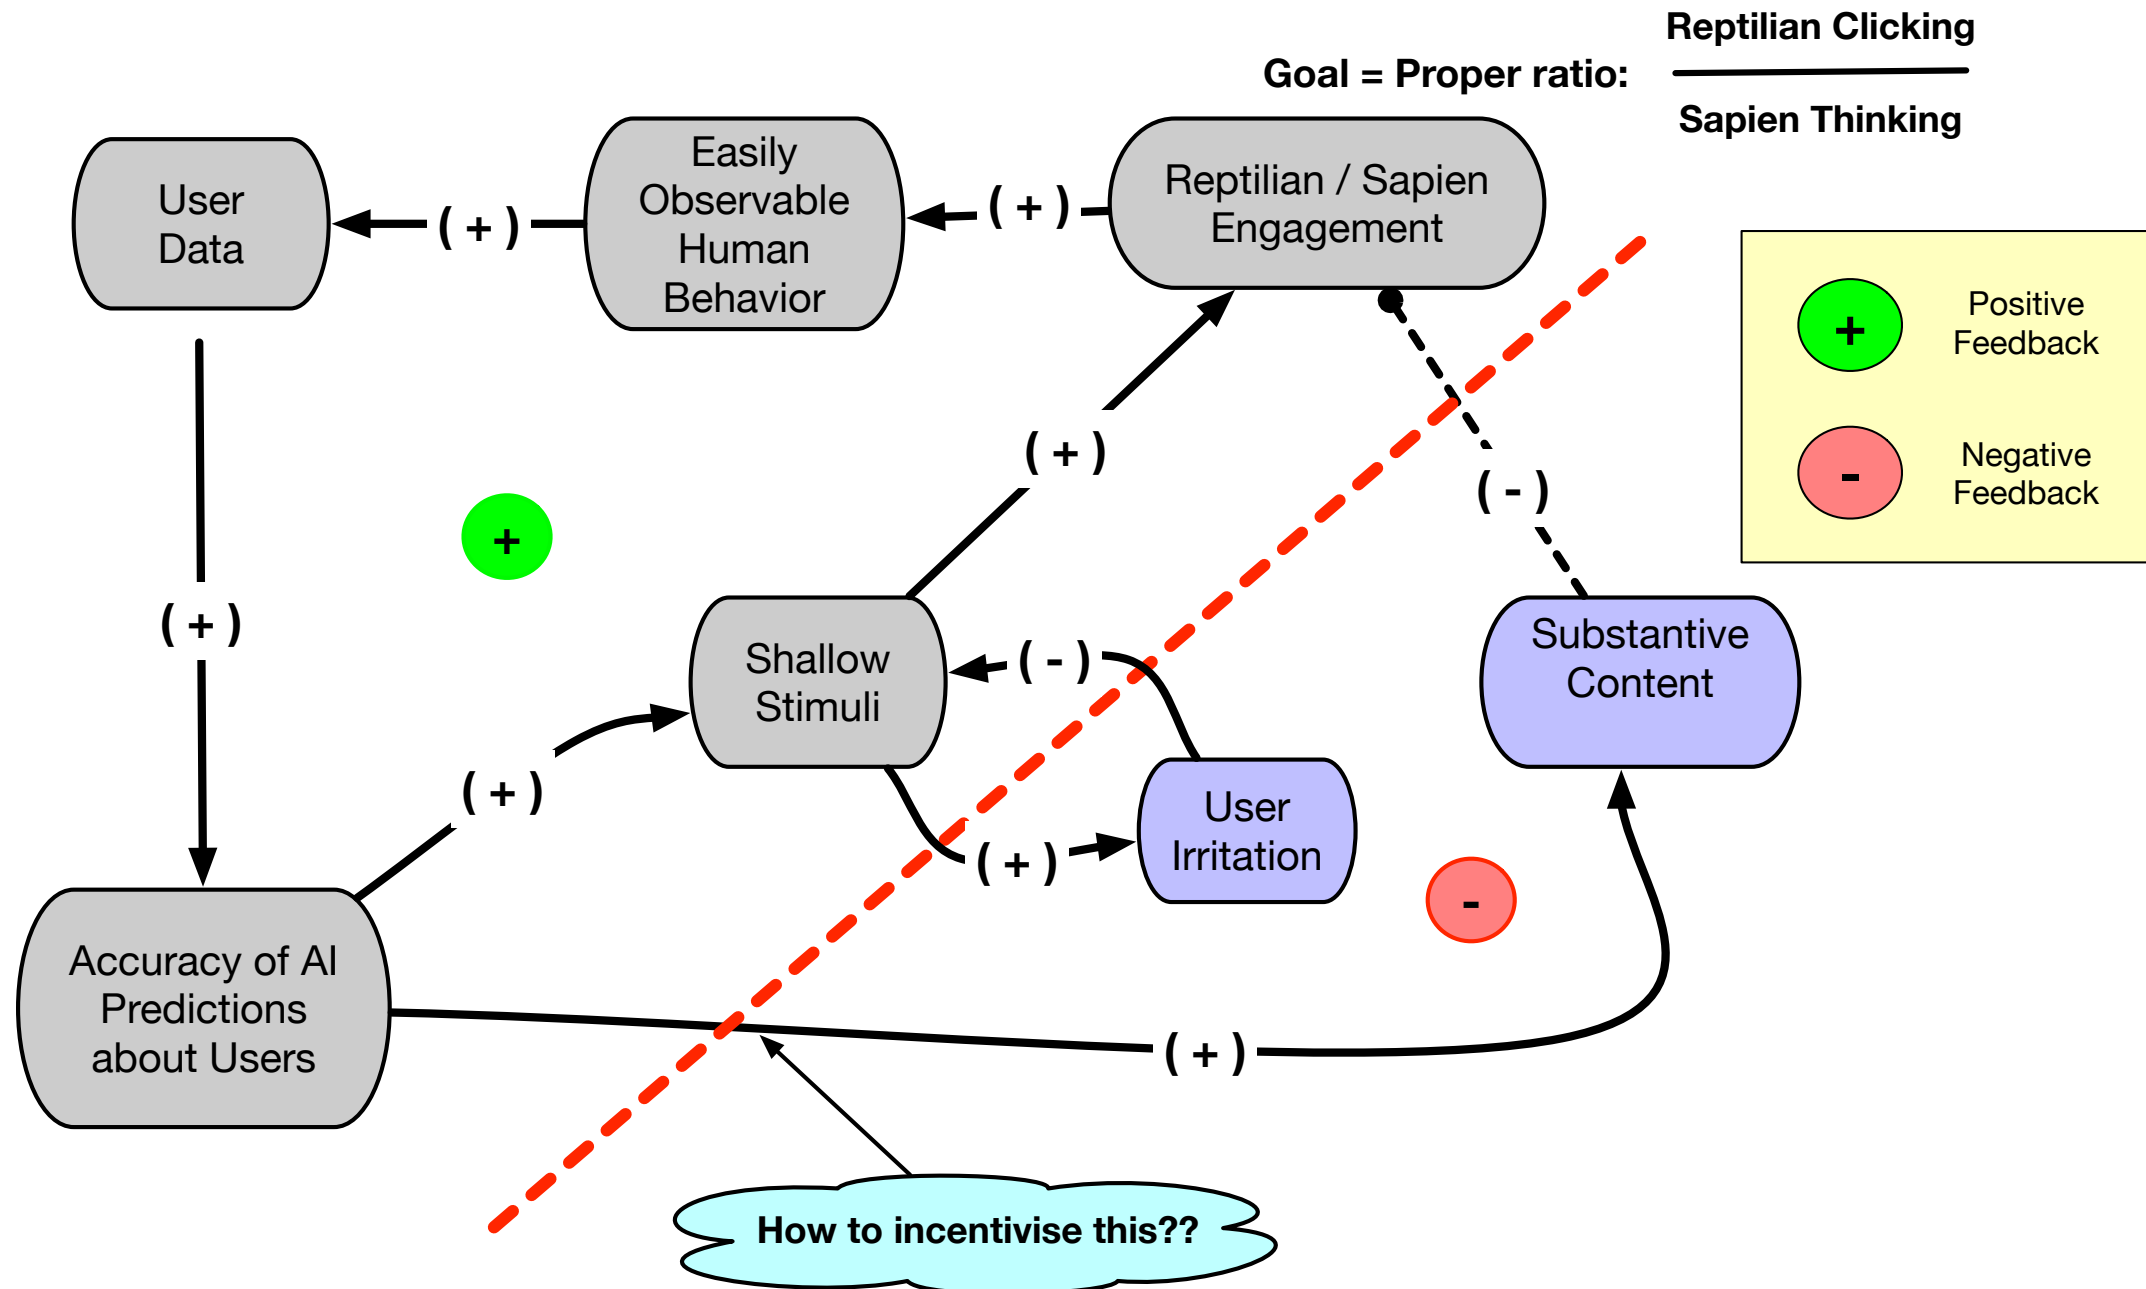 Reptilian Clicking
Goal = Proper ratio:
Sapien Thinking
User
Data
( + )
Easily
Observable
Human
Behavior
( + )
Reptilian / Sapien
Engagement
+
Positive
Feedback
-
Negative
Feedback
( + )
( - )
+
( + )
Shallow
Stimuli
( - )
Substantive
Content
( + )
User
Irritation
( + )
-
Accuracy of AI
Predictions
about Users
( + )
How to incentivise this??